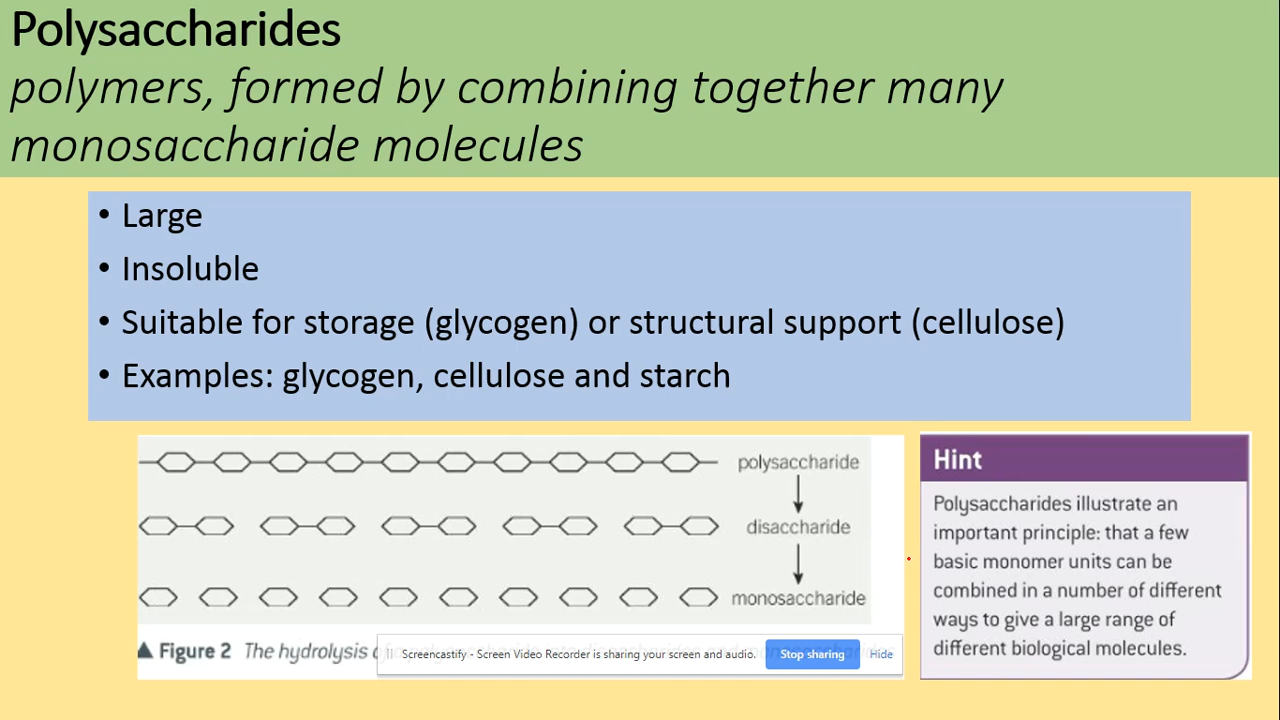 Polysaccharides
polymers, formed by combining together many
monosaccharide molecules
• Large
• Insoluble
• Suitable for storage (glycogen) or structural support (cellulose)
• Examples: glycogen, cellulose and starch
polysaccharide
disaccharide
monosaccharide
▲ Figure 2 The hydrolysis
Screencastify - Screen Video Recorder is sharing your screen and audio. Stop sharing Hide
Hint
Polysaccharides illustrate an
important principle: that a few
basic monomer units can be
combined in a number of different
ways to give a large range of
different biological molecules.